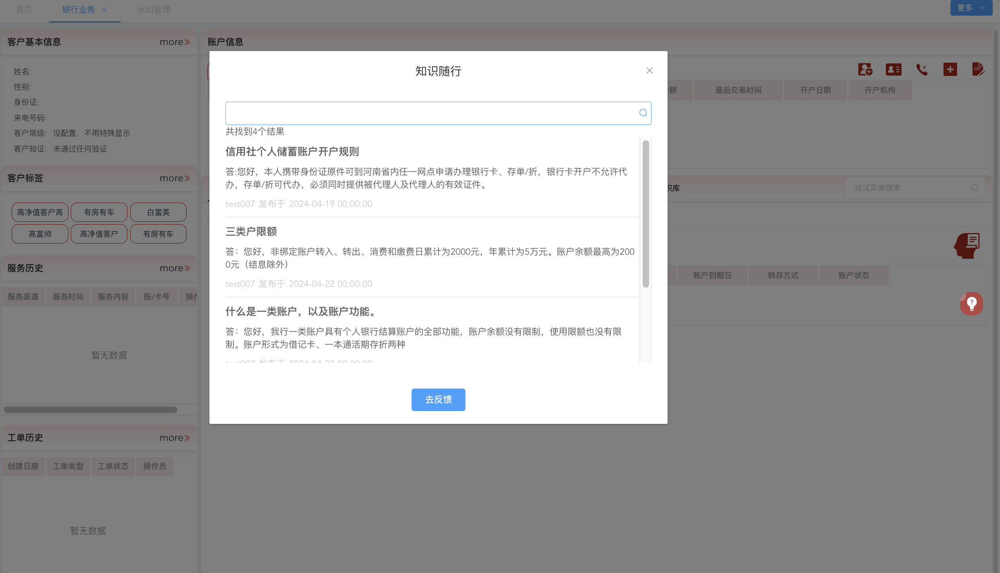 首页
银行业务
水印管理
更多
客户基本信息
more
账户信息
姓名:
性别:
身份证:
来电号码:
客户层级: 没配置，不用特殊显示
客户验证: 未通过任何验证
客户标签
more
高净值客户高
有房有车
白富美
高富帅
高净值客户
有房有车
服务历史
more
服务渠道
服务时间
服务内容
账/卡号
操作
暂无数据
工单历史
more
创建日期
工单类型
工单状态
操作员
暂无数据
额
最后交易时间
开户日期
开户机构
识库
试试菜单搜索
账户到期日
转存方式
账户状态
知识随行
共找到4个结果
信用社个人储蓄账户开户规则
答:您好，本人携带身份证原件可到河南省内任一网点申请办理银行卡、存单/折，银行卡开户不允许代
办，存单/折可代办，必须同时提供被代理人及代理人的有效证件。
test007 发布于 2024-04-19 00:00:00
三类户限额
答：您好，非绑定账户转入、转出、消费和缴费日累计为2000元，年累计为5万元。账户余额最高为200
0元（结息除外）
test007 发布于 2024-04-22 00:00:00
什么是一类账户，以及账户功能。
答：您好，我行一类账户具有个人银行结算账户的全部功能，账户余额没有限制，使用限额也没有限
制。账户形式为借记卡、一本通活期存折两种
去反馈